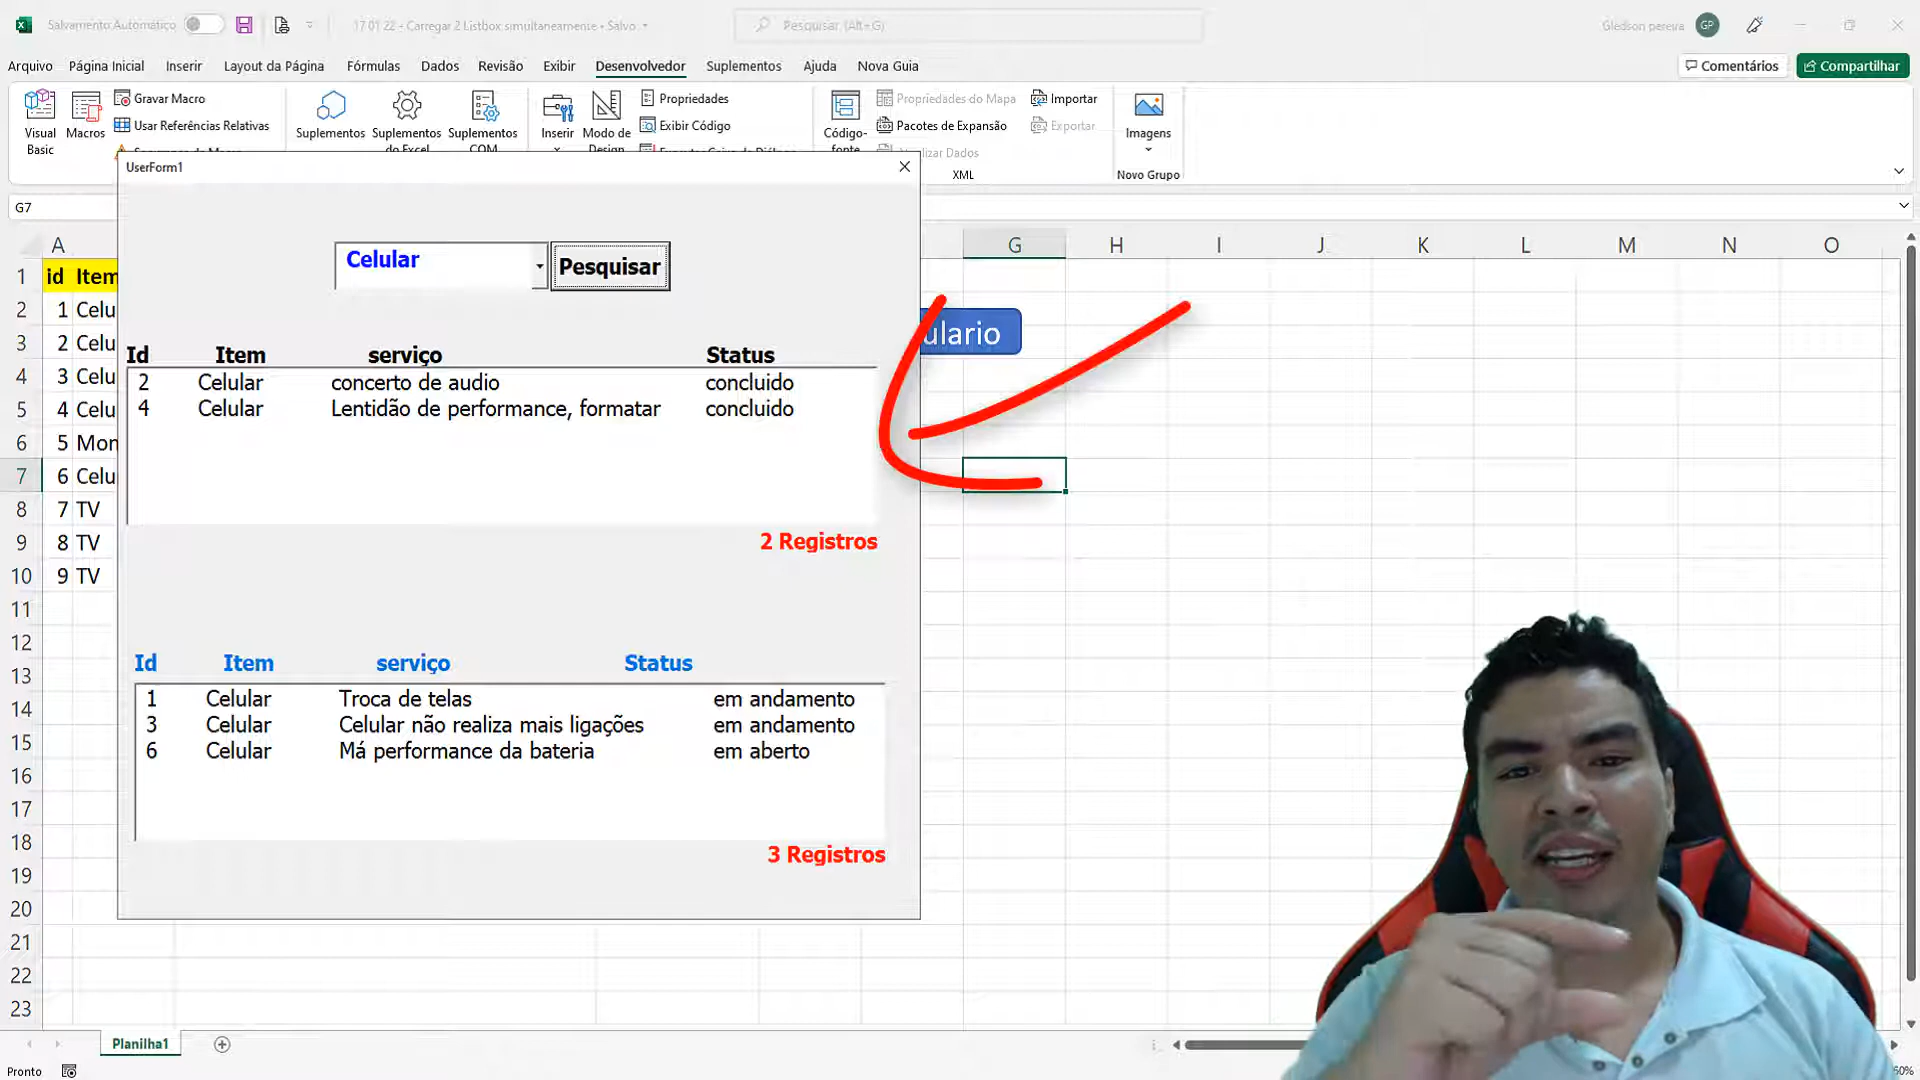 Salvamento Automático
17 01 22 - Carregar 2 Listbox simultaneamente • Salvo
Pesquisar (Alt+G)
Gledson pereira
GP
Arquivo Página Inicial Inserir Layout da Página Fórmulas Dados Revisão Exibir Desenvolvedor Suplementos Ajuda Nova Guia
Comentários
Compartilhar
Visual Basic
Macros
Gravar Macro
Usar Referências Relativas
Suplementos
Suplementos do Excel
Suplementos COM
Inserir
Modo de Design
Propriedades
Exibir Código
Código-fonte
Propriedades do Mapa
Pacotes de Expansão
Dados
Importar
Exportar
XML
Imagens
Novo Grupo
G7
UserForm1
Celular
Pesquisar
Id Item serviço Status
2 Celular concerto de audio concluido
4 Celular Lentidão de performance, formatar concluido
2 Registros
Id Item serviço Status
1 Celular Troca de telas em andamento
3 Celular Celular não realiza mais ligações em andamento
6 Celular Má performance da bateria em aberto
3 Registros
ulario
A G H I J K L M N O
1 id Item
2 1 Celu
3 2 Celu
4 3 Celu
5 4 Celu
6 5 Mon
7 6 Celu
8 7 TV
9 8 TV
10 9 TV
11
12
13
14
15
16
17
18
19
20
21
22
23
Planilha1
Pronto